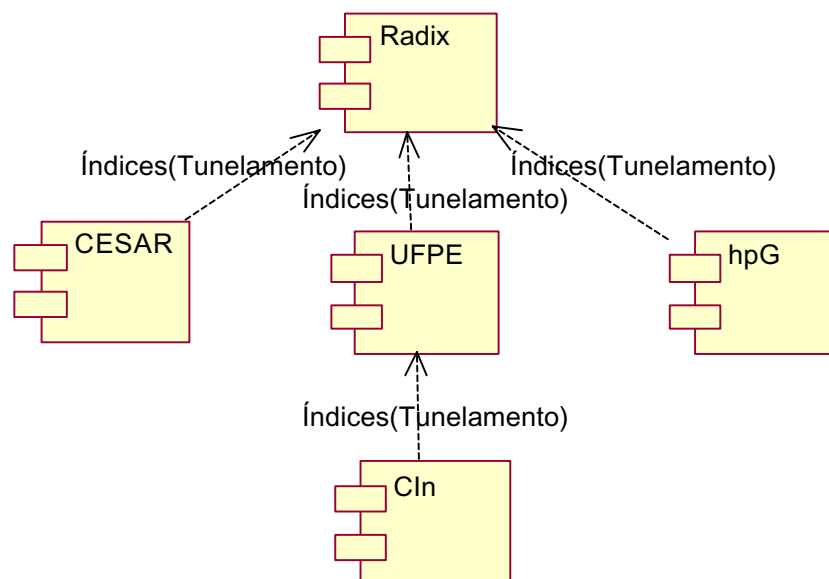 Radix
Índices(Tunelamento)
Índices(Tunelamento)
Índices(Tunelamento)
CESAR
UFPE
hpG
Índices(Tunelamento)
CIn